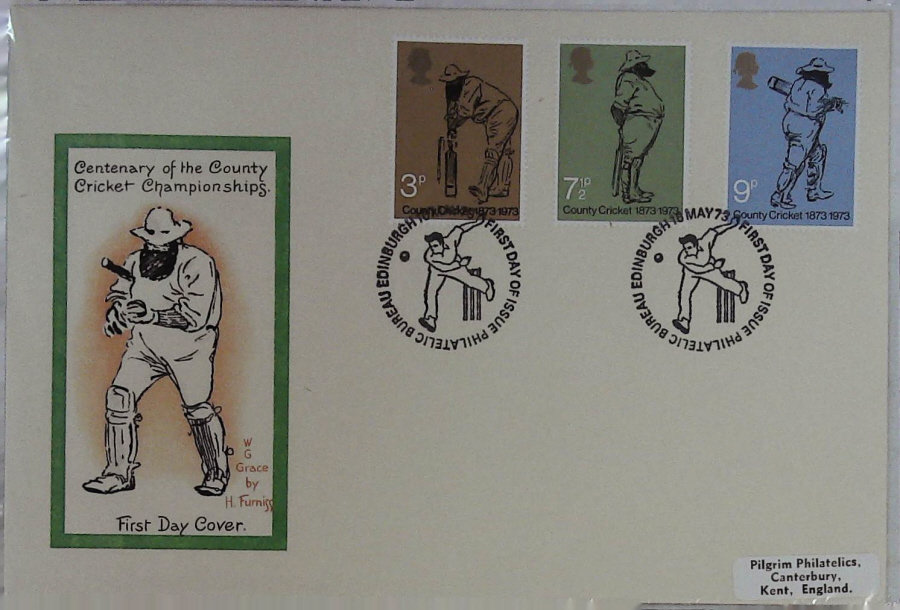 Centenary of the County
Cricket Championships.
W
G
Grace
by
H. Furniss
First Day Cover.
3P
County Cricket 1873 1973
7½P
County Cricket 1873 1973
9P
County Cricket 1873 1973
FIRST DAY OF ISSUE PHILATELIC BUREAU EDINBURGH
FIRST DAY OF ISSUE PHILATELIC BUREAU EDINBURGH 16 MAY 73
Pilgrim Philatelics,
Canterbury,
Kent, England.